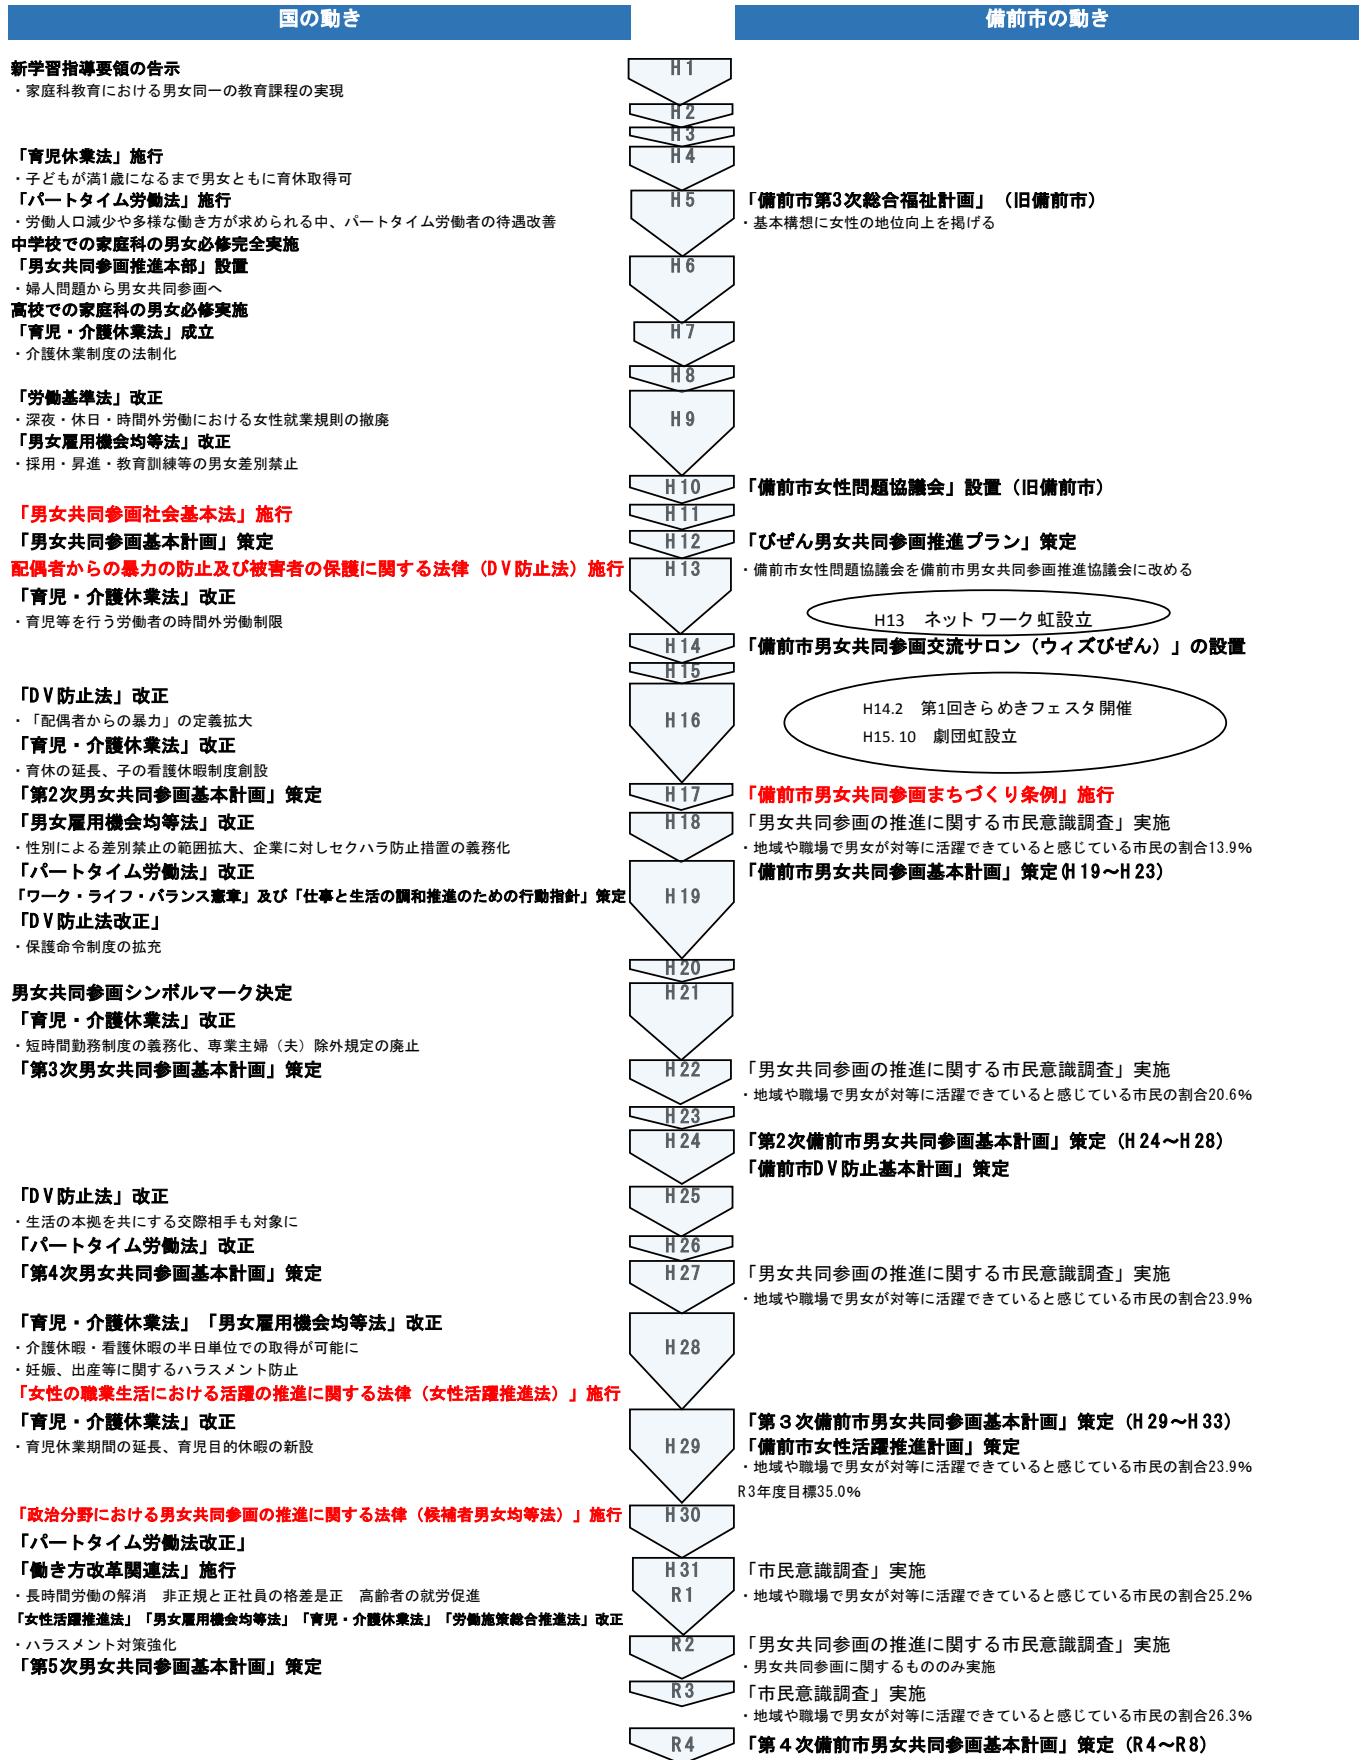 国の動き
備前市の動き
新学習指導要領の告示
H1
・家庭科教育における男女同一の教育課程の実現
H2
H3
「育児休業法」施行
H4
・子どもが満1歳になるまで男女ともに育休取得可
「パートタイム労働法」施行
H5
「備前市第3次総合福祉計画」（旧備前市）
・労働人口減少や多様な働き方が求められる中、パートタイム労働者の待遇改善
・基本構想に女性の地位向上を掲げる
中学校での家庭科の男女必修完全実施
「男女共同参画推進本部」設置
H6
・婦人問題から男女共同参画へ
高校での家庭科の男女必修実施
「育児・介護休業法」成立
H7
・介護休業制度の法制化
H8
「労働基準法」改正
・深夜・休日・時間外労働における女性就業規則の撤廃
H9
「男女雇用機会均等法」改正
・採用・昇進・教育訓練等の男女差別禁止
H10
「備前市女性問題協議会」設置（旧備前市）
「男女共同参画社会基本法」施行
H11
「男女共同参画基本計画」策定
H12
「びぜん男女共同参画推進プラン」策定
配偶者からの暴力の防止及び被害者の保護に関する法律（DV防止法）施行
H13
・備前市女性問題協議会を備前市男女共同参画推進協議会に改める
「育児・介護休業法」改正
・育児等を行う労働者の時間外労働制限
H13　ネットワーク虹設立
H14
「備前市男女共同参画交流サロン（ウィズびぜん）」の設置
H15
「DV防止法」改正
・「配偶者からの暴力」の定義拡大
H16
H14.2　第1回きらめきフェスタ開催
「育児・介護休業法」改正
H15.10　劇団虹設立
・育休の延長、子の看護休暇制度創設
「第2次男女共同参画基本計画」策定
H17
「備前市男女共同参画まちづくり条例」施行
「男女雇用機会均等法」改正
H18
「男女共同参画の推進に関する市民意識調査」実施
・性別による差別禁止の範囲拡大、企業に対しセクハラ防止措置の義務化
・地域や職場で男女が対等に活躍できていると感じている市民の割合13.9%
「パートタイム労働法」改正
「備前市男女共同参画基本計画」策定(H19～H23)
「ワーク・ライフ・バランス憲章」及び「仕事と生活の調和推進のための行動指針」策定
H19
「DV防止法改正」
・保護命令制度の拡充
H20
男女共同参画シンボルマーク決定
H21
「育児・介護休業法」改正
・短時間勤務制度の義務化、専業主婦（夫）除外規定の廃止
「第3次男女共同参画基本計画」策定
H22
「男女共同参画の推進に関する市民意識調査」実施
・地域や職場で男女が対等に活躍できていると感じている市民の割合20.6%
H23
H24
「第2次備前市男女共同参画基本計画」策定（H24～H28）
「備前市DV防止基本計画」策定
「DV防止法」改正
H25
・生活の本拠を共にする交際相手も対象に
「パートタイム労働法」改正
H26
「第4次男女共同参画基本計画」策定
H27
「男女共同参画の推進に関する市民意識調査」実施
・地域や職場で男女が対等に活躍できていると感じている市民の割合23.9%
「育児・介護休業法」「男女雇用機会均等法」改正
・介護休暇・看護休暇の半日単位での取得が可能に
H28
・妊娠、出産等に関するハラスメント防止
「女性の職業生活における活躍の推進に関する法律（女性活躍推進法）」施行
「育児・介護休業法」改正
「第３次備前市男女共同参画基本計画」策定（H29～H33）
・育児休業期間の延長、育児目的休暇の新設
H29
「備前市女性活躍推進計画」策定
・地域や職場で男女が対等に活躍できていると感じている市民の割合23.9%
R3年度目標35.0%
「政治分野における男女共同参画の推進に関する法律（候補者男女均等法）」施行
H30
「パートタイム労働法改正」
「働き方改革関連法」施行
H31
「市民意識調査」実施
・長時間労働の解消　非正規と正社員の格差是正　高齢者の就労促進
R1
・地域や職場で男女が対等に活躍できていると感じている市民の割合25.2%
「女性活躍推進法」「男女雇用機会均等法」「育児・介護休業法」「労働施策総合推進法」改正
・ハラスメント対策強化
R2
「男女共同参画の推進に関する市民意識調査」実施
「第5次男女共同参画基本計画」策定
・男女共同参画に関するもののみ実施
R3
「市民意識調査」実施
・地域や職場で男女が対等に活躍できていると感じている市民の割合26.3%
R4
「第４次備前市男女共同参画基本計画」策定（R4～R8）